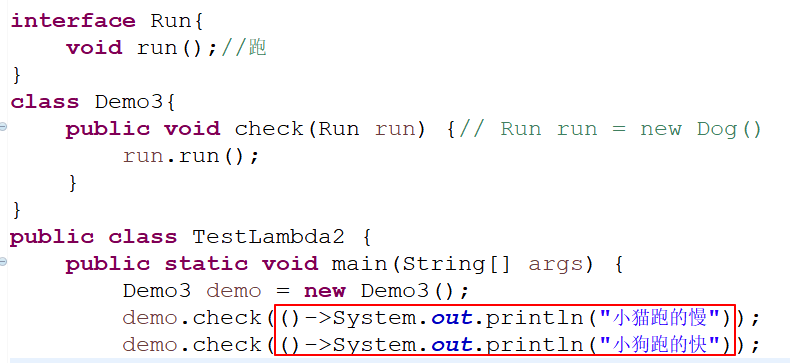 interface Run{
    void run();//跑
}
class Demo3{
    public void check(Run run) {// Run run = new Dog()
        run.run();
    }
}
public class TestLambda2 {
    public static void main(String[] args) {
        Demo3 demo = new Demo3();
        demo.check(()->System.out.println("小猫跑的慢"));
        demo.check(()->System.out.println("小狗跑的快"));